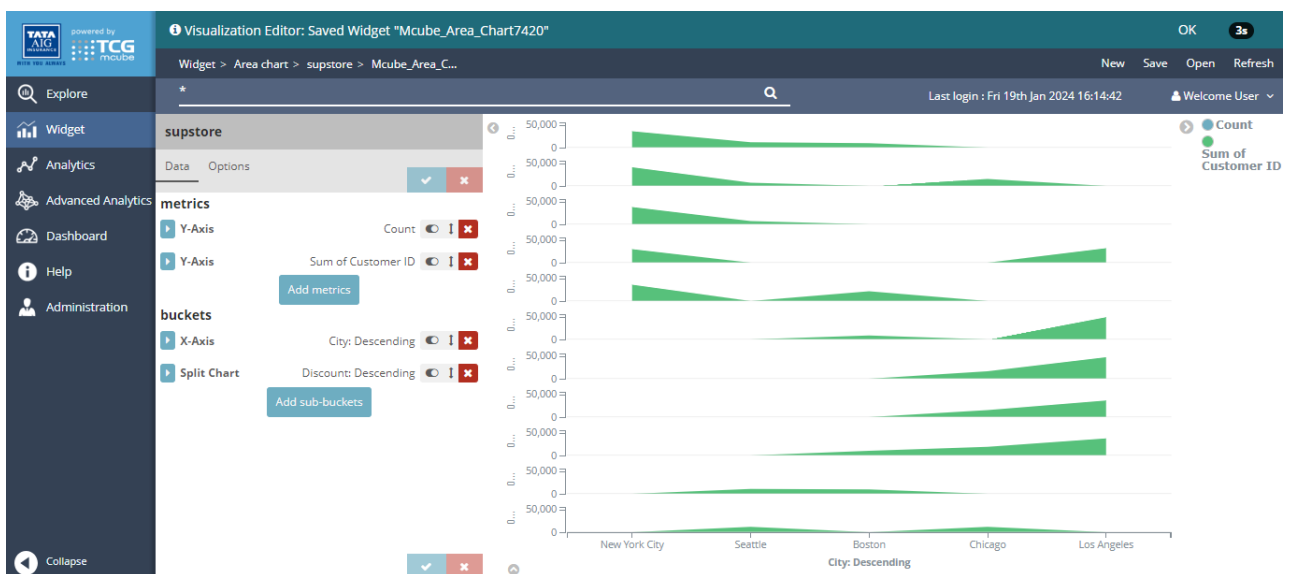 TATA
AIG
INSURANCE
WITH YOU ALWAYS
powered by
TCG
mcube
Visualization Editor: Saved Widget "Mcube_Area_Chart7420"
OK 3s
Widget > Area chart > supstore > Mcube_Area_C...
New Save Open Refresh
*
Last login : Fri 19th Jan 2024 16:14:42
Welcome User
Explore
Widget
Analytics
Advanced Analytics
Dashboard
Help
Administration
Collapse
supstore
Data Options
metrics
Y-Axis Count
Y-Axis Sum of Customer ID
Add metrics
buckets
X-Axis City: Descending
Split Chart Discount: Descending
Add sub-buckets
50,000
0
50,000
0
50,000
0
50,000
0
50,000
0
50,000
0
50,000
0
50,000
0
50,000
0
50,000
0
50,000
0
New York City Seattle Boston Chicago Los Angeles
City: Descending
Count
Sum of
Customer ID